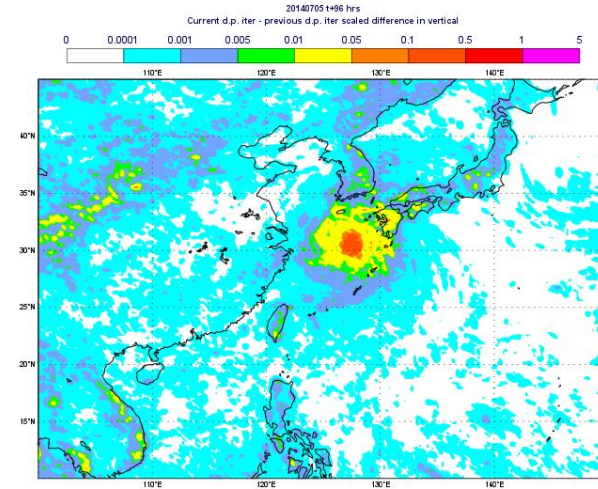 20140705 t+96 hrs
Current d.p. iter - previous d.p. iter scaled difference in vertical
0 0.0001 0.001 0.005 0.01 0.05 0.1 0.5 1 5
110°E 120°E 130°E 140°E
40°N
35°N
30°N
25°N
20°N
15°N
110°E 120°E 130°E 140°E